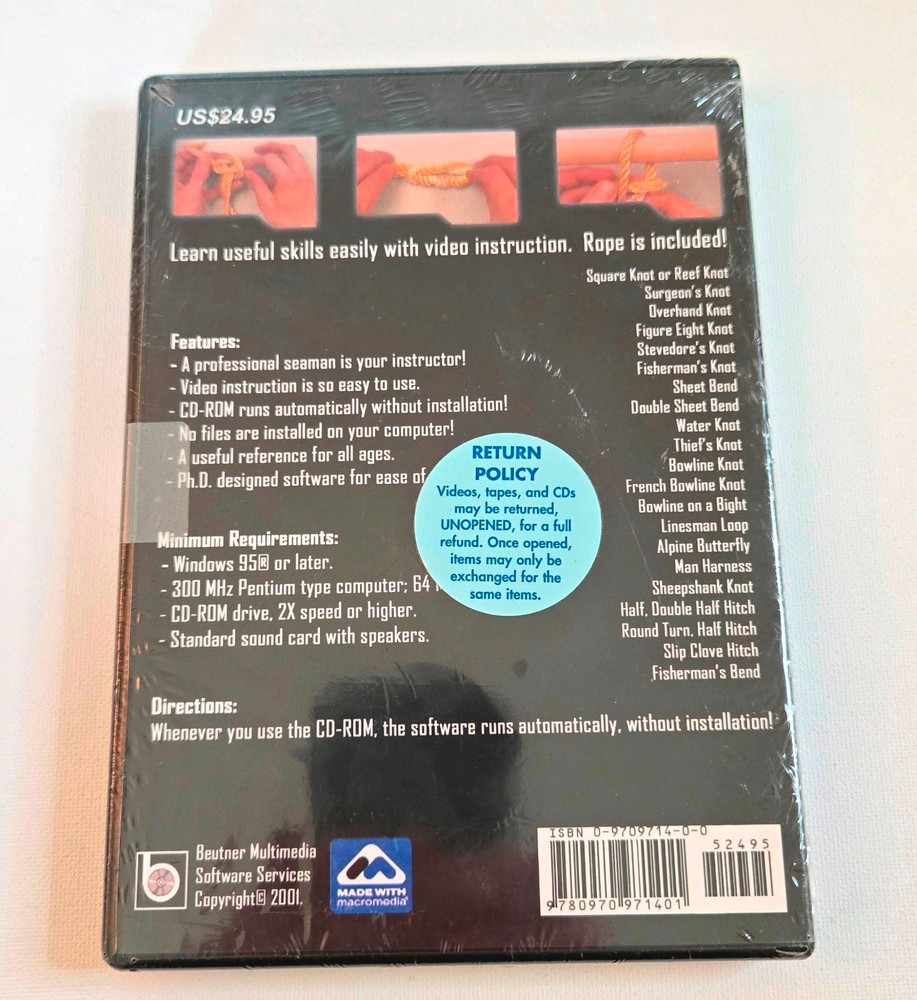 US$24.95
Learn useful skills easily with video instruction. Rope is included!
Square Knot or Reef Knot
Surgeon's Knot
Overhand Knot
Figure Eight Knot
Stevedore's Knot
Fisherman's Knot
Sheet Bend
Double Sheet Bend
Water Knot
Thief's Knot
Bowline Knot
French Bowline Knot
Bowline on a Bight
Linesman Loop
Alpine Butterfly
Man Harness
Sheepshank Knot
Half, Double Half Hitch
Round Turn, Half Hitch
Slip Clove Hitch
Fisherman's Bend
Features:
- A professional seaman is your instructor!
- Video instruction is so easy to use.
- CD-ROM runs automatically without installation!
- No files are installed on your computer!
- A useful reference for all ages.
- Ph.D. designed software for ease of
RETURN
POLICY
Videos, tapes, and CDs
may be returned,
UNOPENED, for a full
refund. Once opened,
items may only be
exchanged for the
same items.
Minimum Requirements:
- Windows 95® or later.
- 300 MHz Pentium type computer; 64
- CD-ROM drive, 2X speed or higher.
- Standard sound card with speakers.
Directions:
Whenever you use the CD-ROM, the software runs automatically, without installation!
b
Beutner Multimedia
Software Services
Copyright© 2001.
MADE WITH
macromedia®
ISBN 0-9709714-0-0
52495
9780970971401